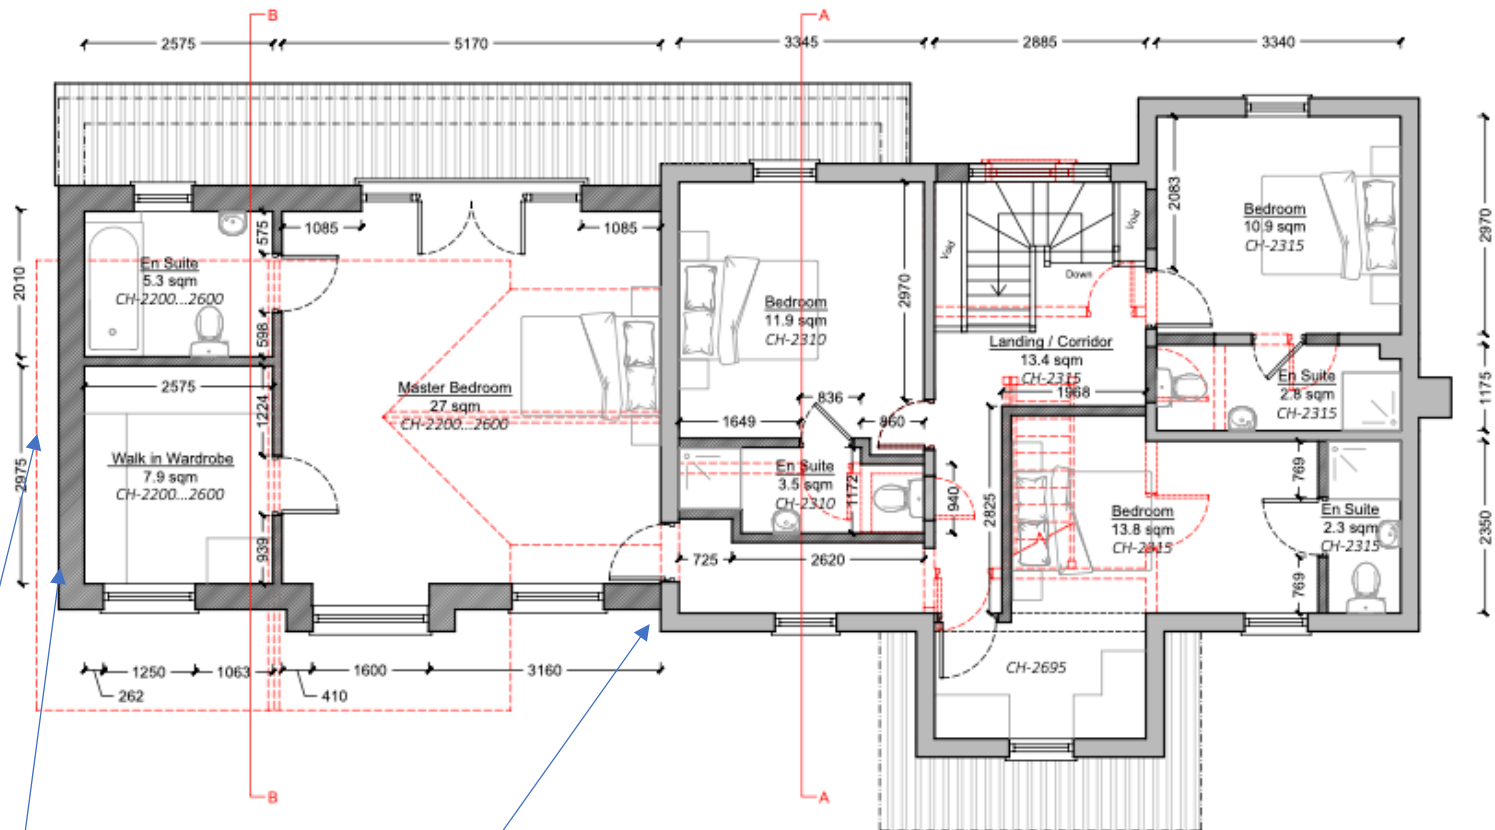 B
A
2575
5170
3345
2885
3340
2083
2970
Void
Void
Down
1085
1085
575
En Suite
5.3 sqm
CH-2200...2600
2010
598
Bedroom
11.9 sqm
CH-2310
2970
Bedroom
10.9 sqm
CH-2315
Landing / Corridor
13.4 sqm
CH-2315
1968
En Suite
2.8 sqm
CH-2315
1175
2575
1224
Master Bedroom
27 sqm
CH-2200...2600
836
1649
860
Walk in Wardrobe
7.9 sqm
CH-2200...2600
2975
939
En Suite
3.5 sqm
CH-2310
1172
940
2825
Bedroom
13.8 sqm
CH-2315
769
En Suite
2.3 sqm
CH-2315
769
2350
725
2620
262
1250
1063
410
1600
3160
CH-2695
B
A